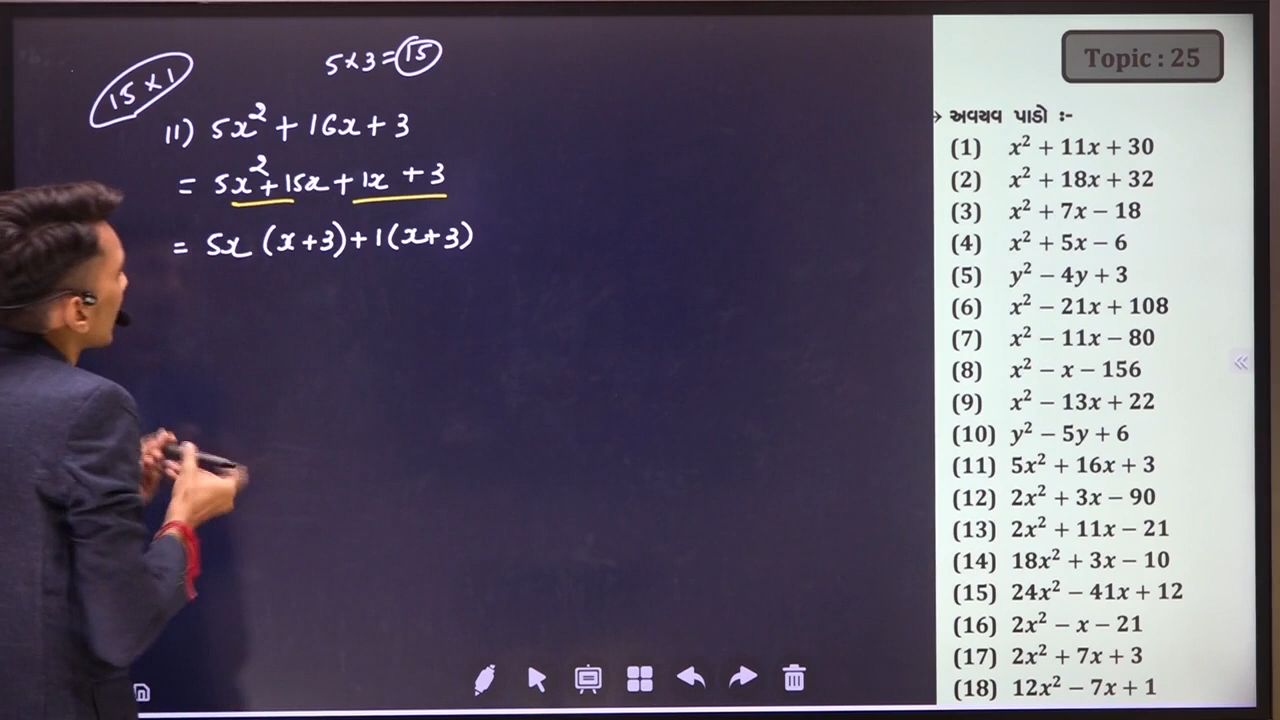 15 × 1
5 × 3 = 15
11) 5x² + 16x + 3
= 5x² + 15x + 1x + 3
= 5x (x + 3) + 1 (x + 3)
Topic : 25
→ અવયવ પાડો :-
(1) x² + 11x + 30
(2) x² + 18x + 32
(3) x² + 7x − 18
(4) x² + 5x − 6
(5) y² − 4y + 3
(6) x² − 21x + 108
(7) x² − 11x − 80
(8) x² − x − 156
(9) x² − 13x + 22
(10) y² − 5y + 6
(11) 5x² + 16x + 3
(12) 2x² + 3x − 90
(13) 2x² + 11x − 21
(14) 18x² + 3x − 10
(15) 24x² − 41x + 12
(16) 2x² − x − 21
(17) 2x² + 7x + 3
(18) 12x² − 7x + 1